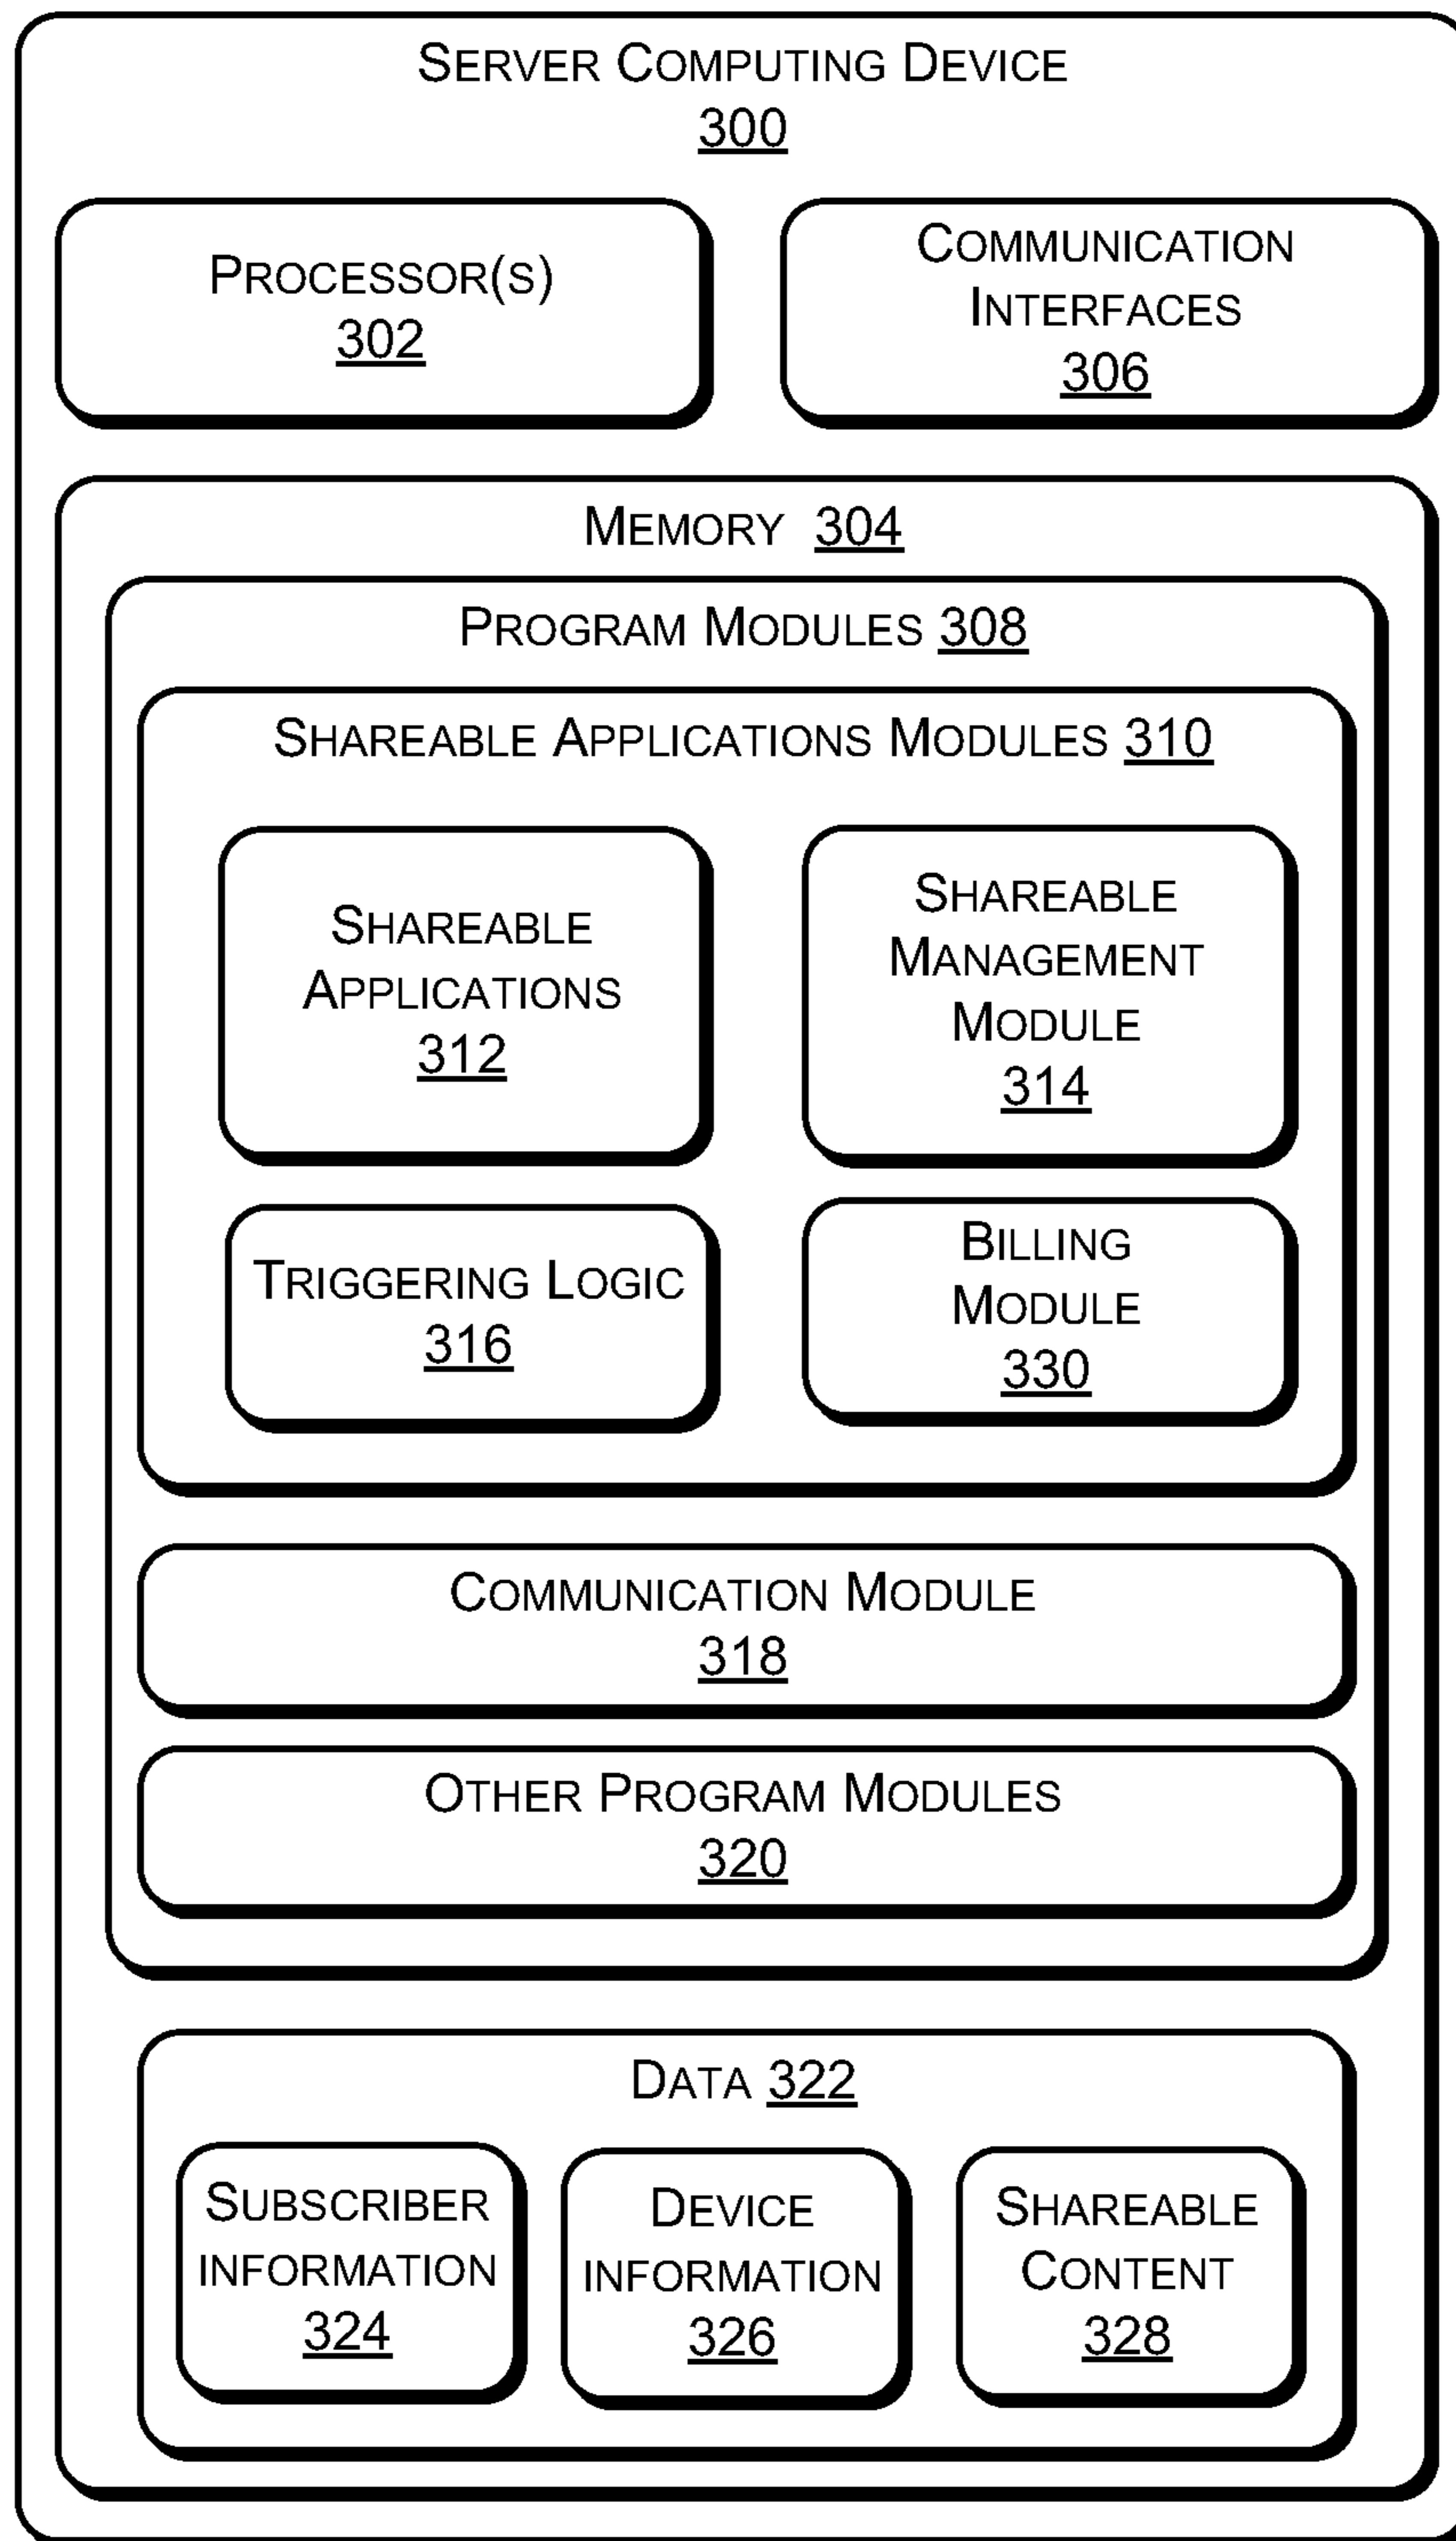 SERVER COMPUTING DEVICE
300
PROCESSOR(S)
302
COMMUNICATION
INTERFACES
306
MEMORY 304
PROGRAM MODULES 308
SHAREABLE APPLICATIONS MODULES 310
SHAREABLE
APPLICATIONS
312
SHAREABLE
MANAGEMENT
MODULE
314
TRIGGERING LOGIC
316
BILLING
MODULE
330
COMMUNICATION MODULE
318
OTHER PROGRAM MODULES
320
DATA 322
SUBSCRIBER
INFORMATION
324
DEVICE
INFORMATION
326
SHAREABLE
CONTENT
328